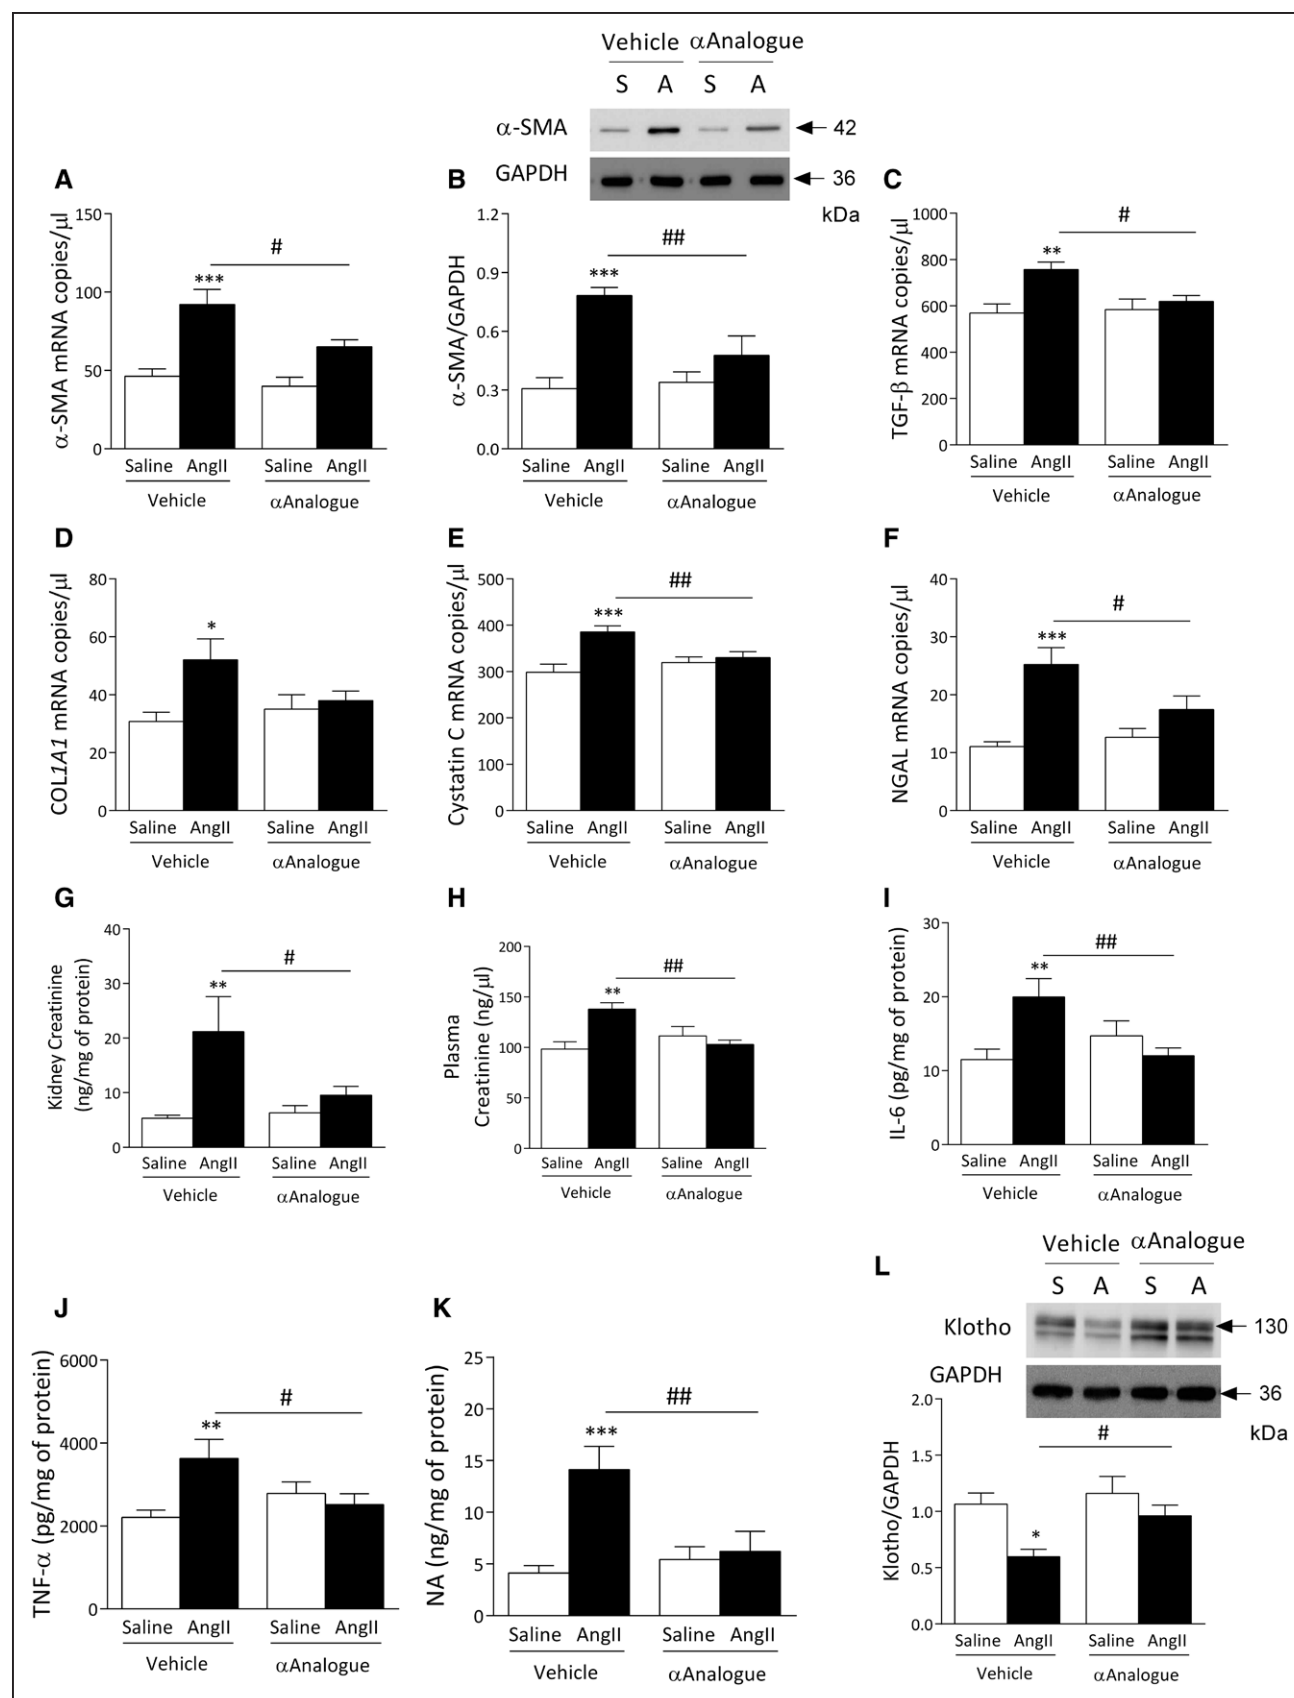 Vehicle αAnalogue
S A S A
α-SMA 42
GAPDH 36
kDa
A
α-SMA mRNA copies/μl
150
100
50
0
***
#
Saline AngII Saline AngII
Vehicle αAnalogue
B
α-SMA/GAPDH
1.2
0.9
0.6
0.3
0.0
***
##
Saline AngII Saline AngII
Vehicle αAnalogue
C
TGF-β mRNA copies/μl
1000
800
600
400
200
0
**
#
Saline AngII Saline AngII
Vehicle αAnalogue
D
COL1A1 mRNA copies/μl
80
60
40
20
0
*
Saline AngII Saline AngII
Vehicle αAnalogue
E
Cystatin C mRNA copies/μl
500
400
300
200
100
0
***
##
Saline AngII Saline AngII
Vehicle αAnalogue
F
NGAL mRNA copies/μl
40
30
20
10
0
***
#
Saline AngII Saline AngII
Vehicle αAnalogue
G
Kidney Creatinine
(ng/mg of protein)
40
30
20
10
0
**
#
Saline AngII Saline AngII
Vehicle αAnalogue
H
Plasma
Creatinine (ng/μl)
200
150
100
50
0
**
##
Saline AngII Saline AngII
Vehicle αAnalogue
I
IL-6 (pg/mg of protein)
30
20
10
0
**
##
Saline AngII Saline AngII
Vehicle αAnalogue
J
TNF-α (pg/mg of protein)
6000
4000
2000
0
**
#
Saline AngII Saline AngII
Vehicle αAnalogue
K
NA (ng/mg of protein)
25
20
15
10
5
0
***
##
Saline AngII Saline AngII
Vehicle αAnalogue
L
Vehicle αAnalogue
S A S A
Klotho 130
GAPDH 36
kDa
Klotho/GAPDH
2.0
1.5
1.0
0.5
0.0
*
#
Saline AngII Saline AngII
Vehicle αAnalogue